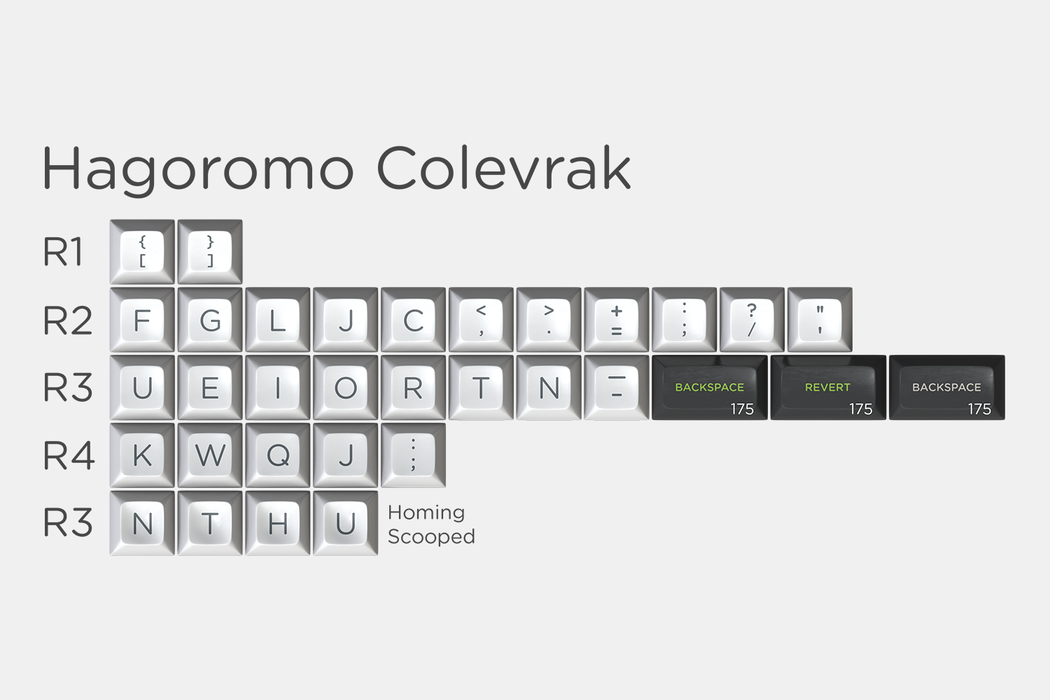 Hagoromo Colevrak
R1 { [ } ]
R2 F G L J C < , > . + = : ; ? / " '
R3 U E I O R T N _ - BACKSPACE 175 REVERT 175 BACKSPACE 175
R4 K W Q J : ;
R3 N T H U Homing
Scooped